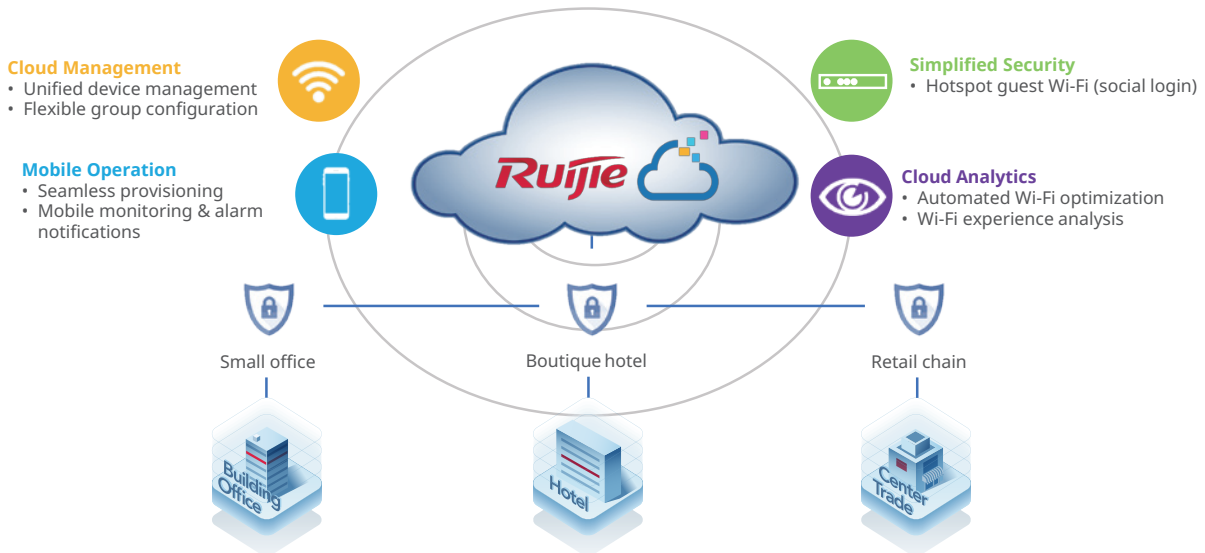 Cloud Management
• Unified device management
• Flexible group configuration
Mobile Operation
• Seamless provisioning
• Mobile monitoring & alarm
notifications
Ruijie
Simplified Security
• Hotspot guest Wi-Fi (social login)
Cloud Analytics
• Automated Wi-Fi optimization
• Wi-Fi experience analysis
Small office
Boutique hotel
Retail chain
Building
Office
Hotel
Center
Trade